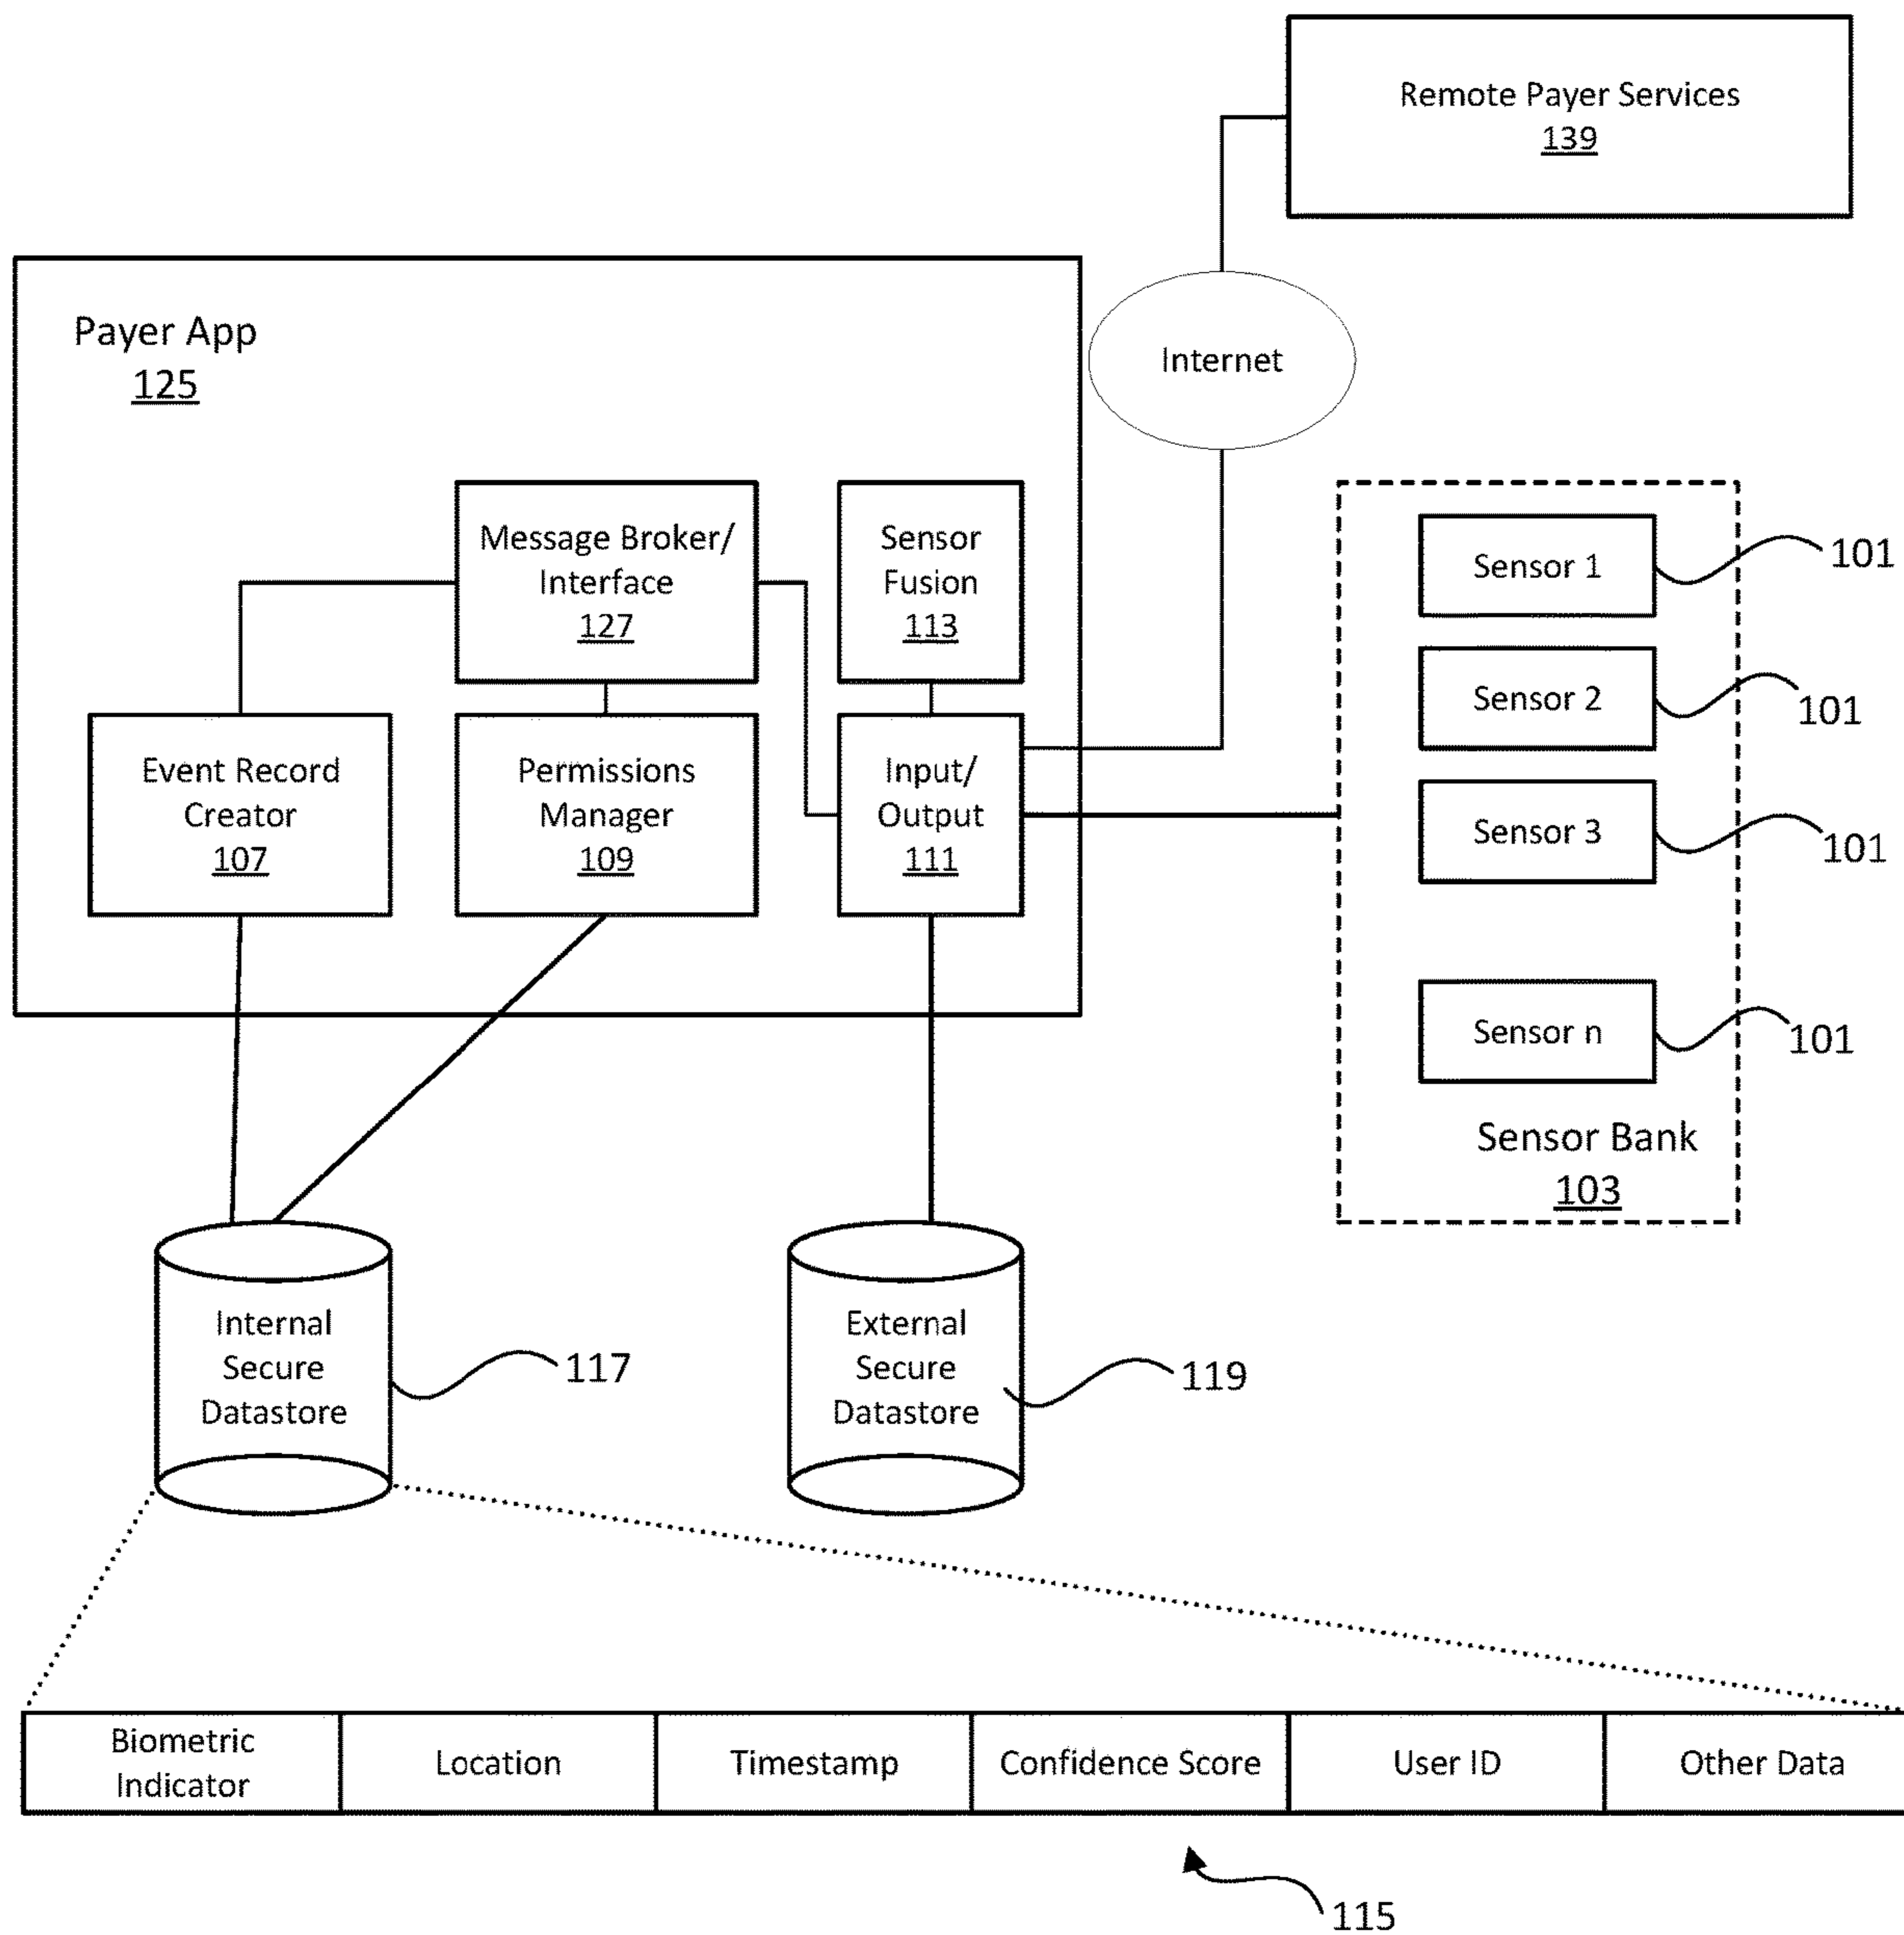 Remote Payer Services
139
Payer App
125
Internet
Message Broker/
Interface
127
Sensor
Fusion
113
Event Record
Creator
107
Permissions
Manager
109
Input/
Output
111
Sensor 1
101
Sensor 2
101
Sensor 3
101
Sensor n
101
Sensor Bank
103
Internal
Secure
Datastore
117
External
Secure
Datastore
119
Biometric
Indicator
Location
Timestamp
Confidence Score
User ID
Other Data
115